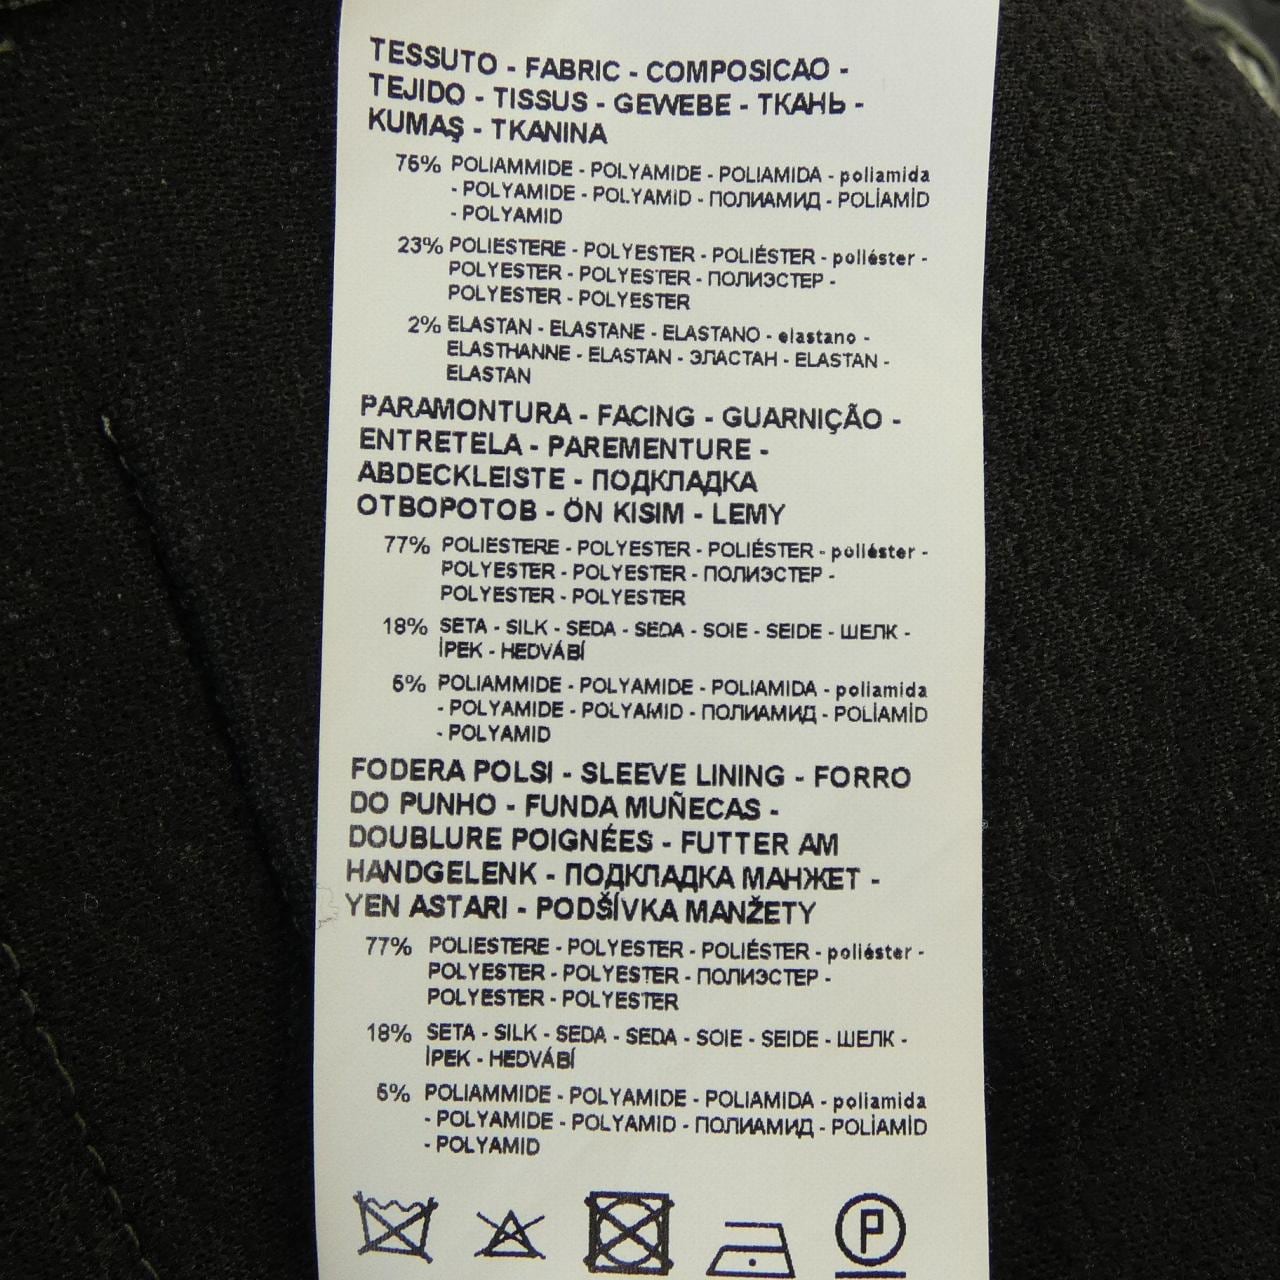 TESSUTO - FABRIC - COMPOSICAO -
TEJIDO - TISSUS - GEWEBE - ТКАНЬ -
KUMAŞ - TKANINA
75% POLIAMMIDE - POLYAMIDE - POLIAMIDA - poliamida
- POLYAMIDE - POLYAMID - ПОЛИАМИД - POLİAMİD
- POLYAMID
23% POLIESTERE - POLYESTER - POLIÉSTER - poliéster -
POLYESTER - POLYESTER - ПОЛИЭСТЕР -
POLYESTER - POLYESTER
2% ELASTAN - ELASTANE - ELASTANO - elastano -
ELASTHANNE - ELASTAN - ЭЛАСТАН - ELASTAN -
ELASTAN
PARAMONTURA - FACING - GUARNIÇÃO -
ENTRETELA - PAREMENTURE -
ABDECKLEISTE - ПОДКЛАДКА
ОТВОРОТОВ - ÖN KISIM - LEMY
77% POLIESTERE - POLYESTER - POLIÉSTER - poliéster -
POLYESTER - POLYESTER - ПОЛИЭСТЕР -
POLYESTER - POLYESTER
18% SETA - SILK - SEDA - SEDA - SOIE - SEIDE - ШЕЛК -
İPEK - HEDVÁBÍ
5% POLIAMMIDE - POLYAMIDE - POLIAMIDA - poliamida
- POLYAMIDE - POLYAMID - ПОЛИАМИД - POLİAMİD
- POLYAMID
FODERA POLSI - SLEEVE LINING - FORRO
DO PUNHO - FUNDA MUÑECAS -
DOUBLURE POIGNÉES - FUTTER AM
HANDGELENK - ПОДКЛАДКА МАНЖЕТ -
YEN ASTARI - PODŠÍVKA MANŽETY
77% POLIESTERE - POLYESTER - POLIÉSTER - poliéster -
POLYESTER - POLYESTER - ПОЛИЭСТЕР -
POLYESTER - POLYESTER
18% SETA - SILK - SEDA - SEDA - SOIE - SEIDE - ШЕЛК -
İPEK - HEDVÁBÍ
5% POLIAMMIDE - POLYAMIDE - POLIAMIDA - poliamida
- POLYAMIDE - POLYAMID - ПОЛИАМИД - POLİAMİD
- POLYAMID
P